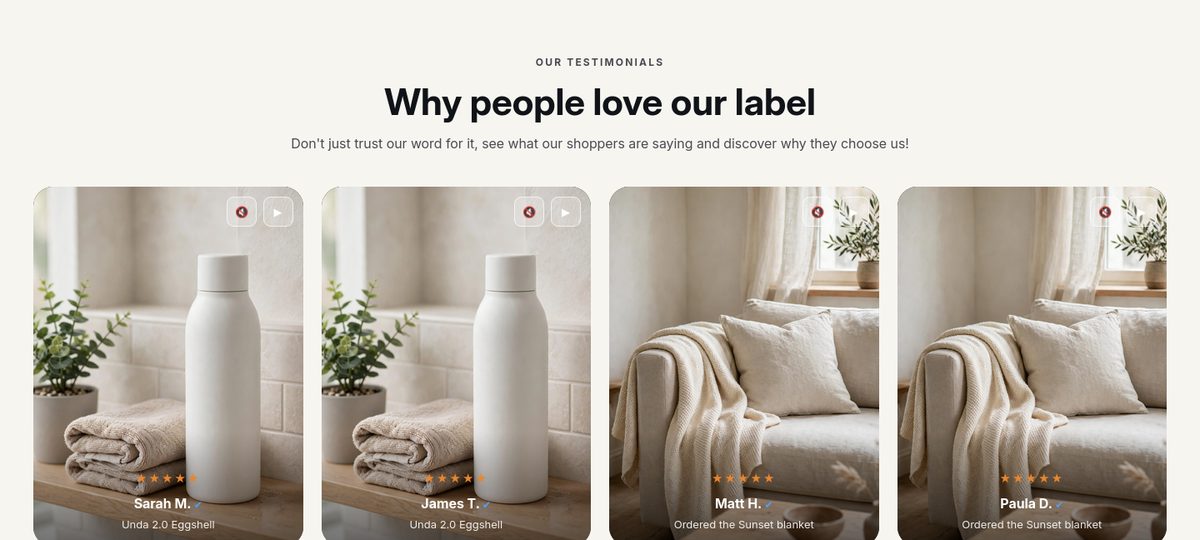 OUR TESTIMONIALS
Why people love our label
Don't just trust our word for it, see what our shoppers are saying and discover why they choose us!
Sarah M.
Unda 2.0 Eggshell
James T.
Unda 2.0 Eggshell
Matt H.
Ordered the Sunset blanket
Paula D.
Ordered the Sunset blanket